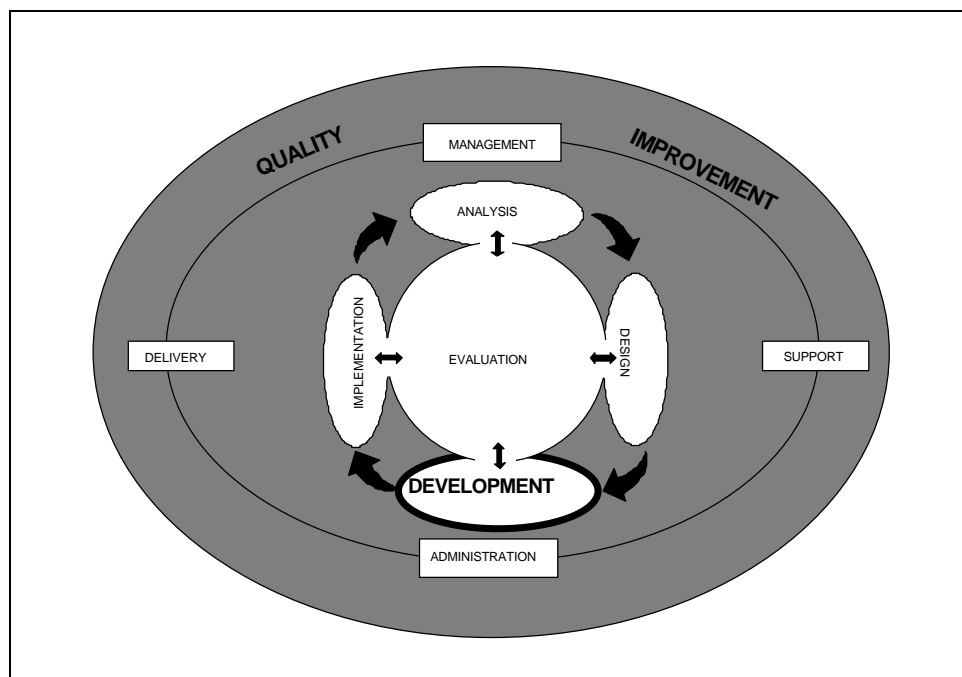 QUALITY
IMPROVEMENT
MANAGEMENT
ANALYSIS
IMPLEMENTATION
EVALUATION
DESIGN
DELIVERY
SUPPORT
DEVELOPMENT
ADMINISTRATION